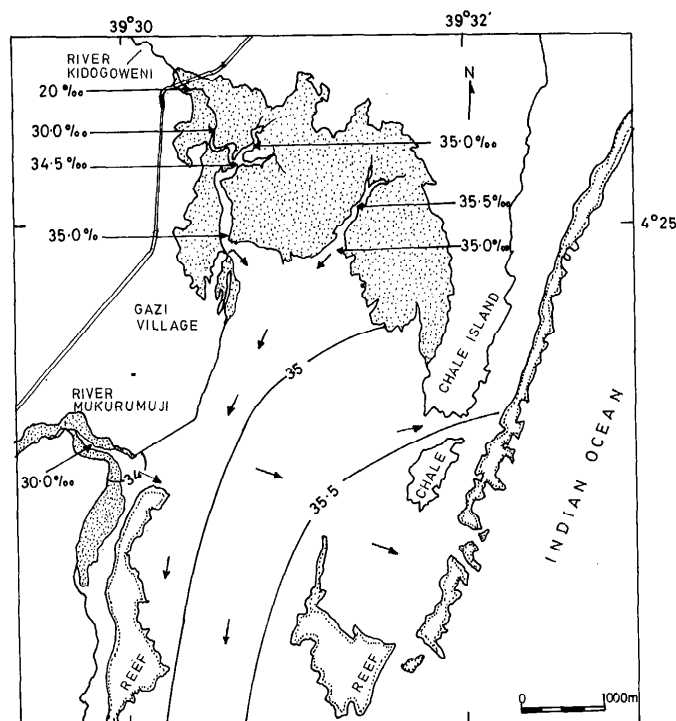 39°30
39°32'
RIVER
KIDOGOWENI
N
20‰
30.0‰
35.0‰
34.5‰
35.5‰
4°25
35.0‰
35.0‰
GAZI
VILLAGE
CHALE ISLAND
35
RIVER
MUKURUMUJI
CHALE
INDIAN OCEAN
30.0‰
34
35.5
REEF
REEF
0
000m